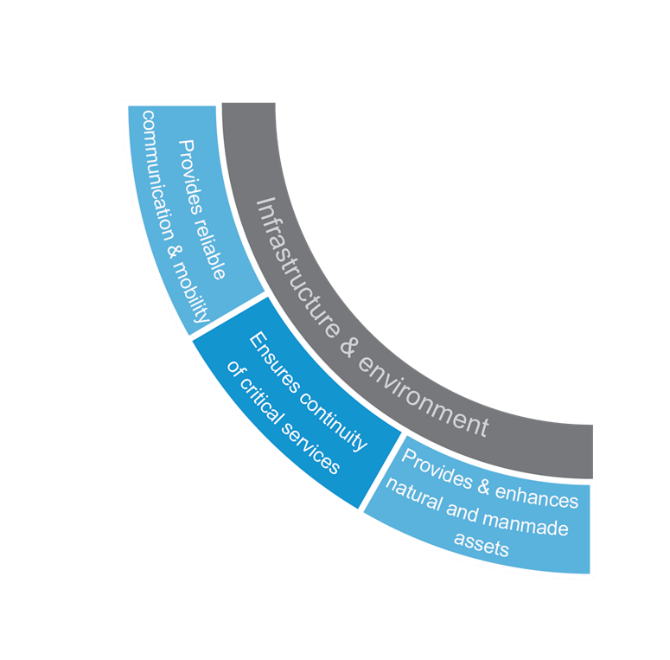 Infrastructure & environment
Provides reliable
communication & mobility
Ensures continuity
of critical services
Provides & enhances
natural and manmade
assets